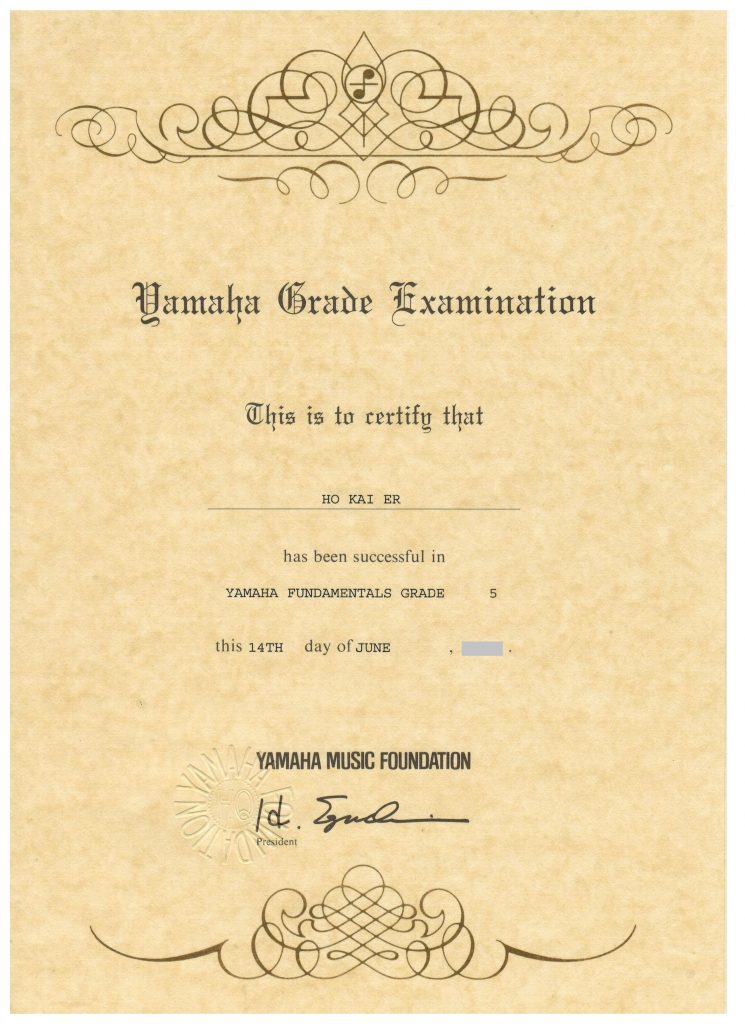 Yamaha Grade Examination
This is to certify that
HO KAI ER
has been successful in
YAMAHA FUNDAMENTALS GRADE 5
this 14TH day of JUNE , .
YAMAHA MUSIC FOUNDATION
President